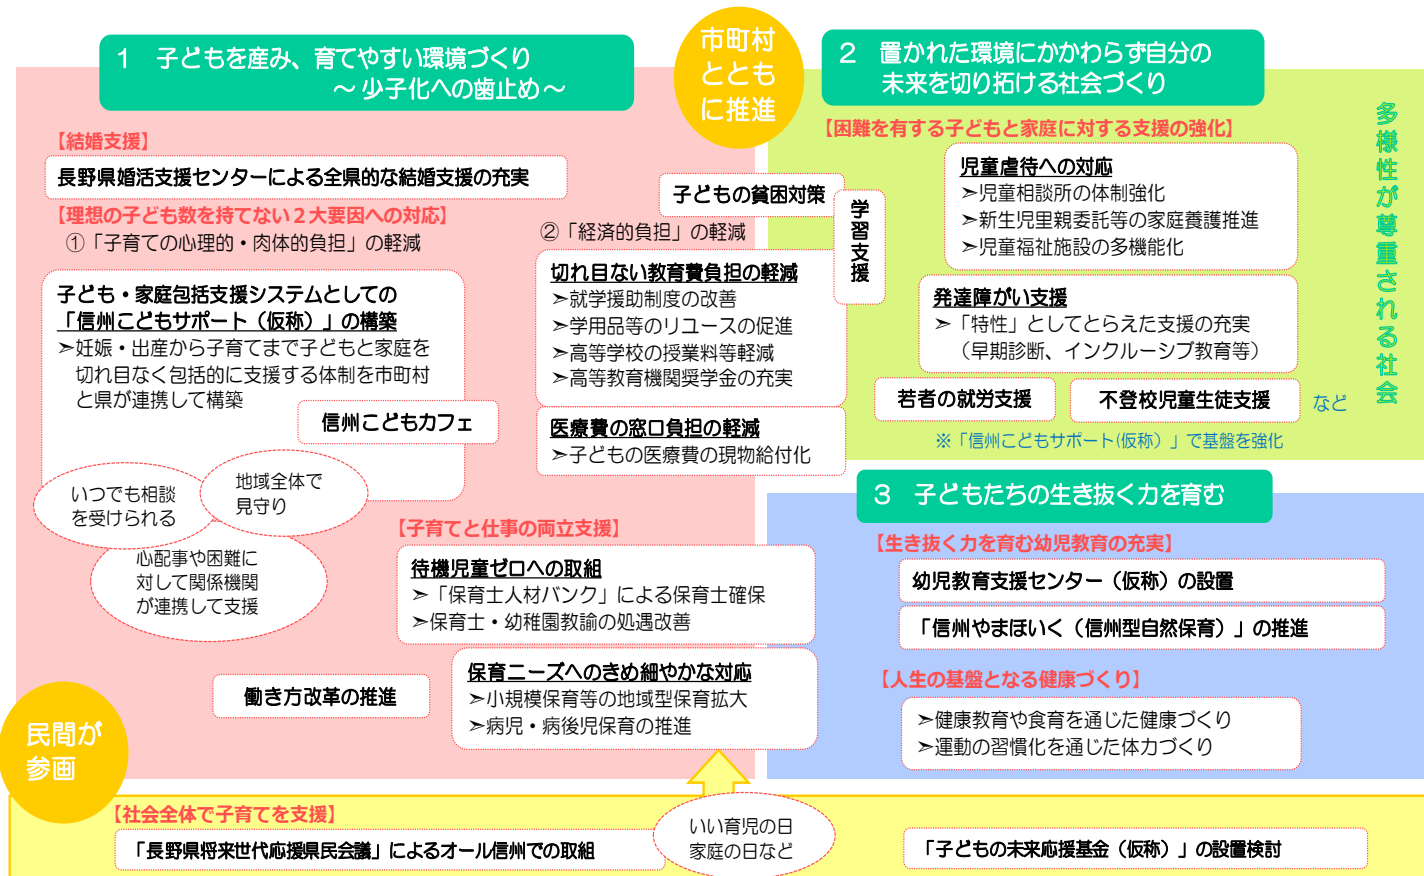 市町村
ととも
に推進
1　子どもを産み、育てやすい環境づくり
～ 少子化への歯止め～
【結婚支援】
長野県婚活支援センターによる全県的な結婚支援の充実
【理想の子ども数を持てない２大要因への対応】
①「子育ての心理的・肉体的負担」の軽減
子ども・家庭包括支援システムとしての
「信州こどもサポート（仮称）」の構築
➣妊娠・出産から子育てまで子どもと家庭を
切れ目なく包括的に支援する体制を市町村
と県が連携して構築
信州こどもカフェ
いつでも相談
を受けられる
地域全体で
見守り
心配事や困難に
対して関係機関
が連携して支援
②「経済的負担」の軽減
切れ目ない教育費負担の軽減
➣就学援助制度の改善
➣学用品等のリユースの促進
➣高等学校の授業料等軽減
➣高等教育機関奨学金の充実
医療費の窓口負担の軽減
➣子どもの医療費の現物給付化
子どもの貧困対策
学習支援
【子育てと仕事の両立支援】
待機児童ゼロへの取組
➣「保育士人材バンク」による保育士確保
➣保育士・幼稚園教諭の処遇改善
保育ニーズへのきめ細やかな対応
➣小規模保育等の地域型保育拡大
➣病児・病後児保育の推進
働き方改革の推進
2　置かれた環境にかかわらず自分の
未来を切り拓ける社会づくり
【困難を有する子どもと家庭に対する支援の強化】
児童虐待への対応
➣児童相談所の体制強化
➣新生児里親委託等の家庭養護推進
➣児童福祉施設の多機能化
発達障がい支援
➣「特性」としてとらえた支援の充実
（早期診断、インクルーシブ教育等）
若者の就労支援
不登校児童生徒支援
など
※「信州こどもサポート(仮称）」で基盤を強化
多様性が尊重される社会
3　子どもたちの生き抜く力を育む
【生き抜く力を育む幼児教育の充実】
幼児教育支援センター（仮称）の設置
「信州やまほいく（信州型自然保育）」の推進
【人生の基盤となる健康づくり】
➣健康教育や食育を通じた健康づくり
➣運動の習慣化を通じた体力づくり
民間が
参画
【社会全体で子育てを支援】
「長野県将来世代応援県民会議」によるオール信州での取組
いい育児の日
家庭の日など
「子どもの未来応援基金（仮称）」の設置検討